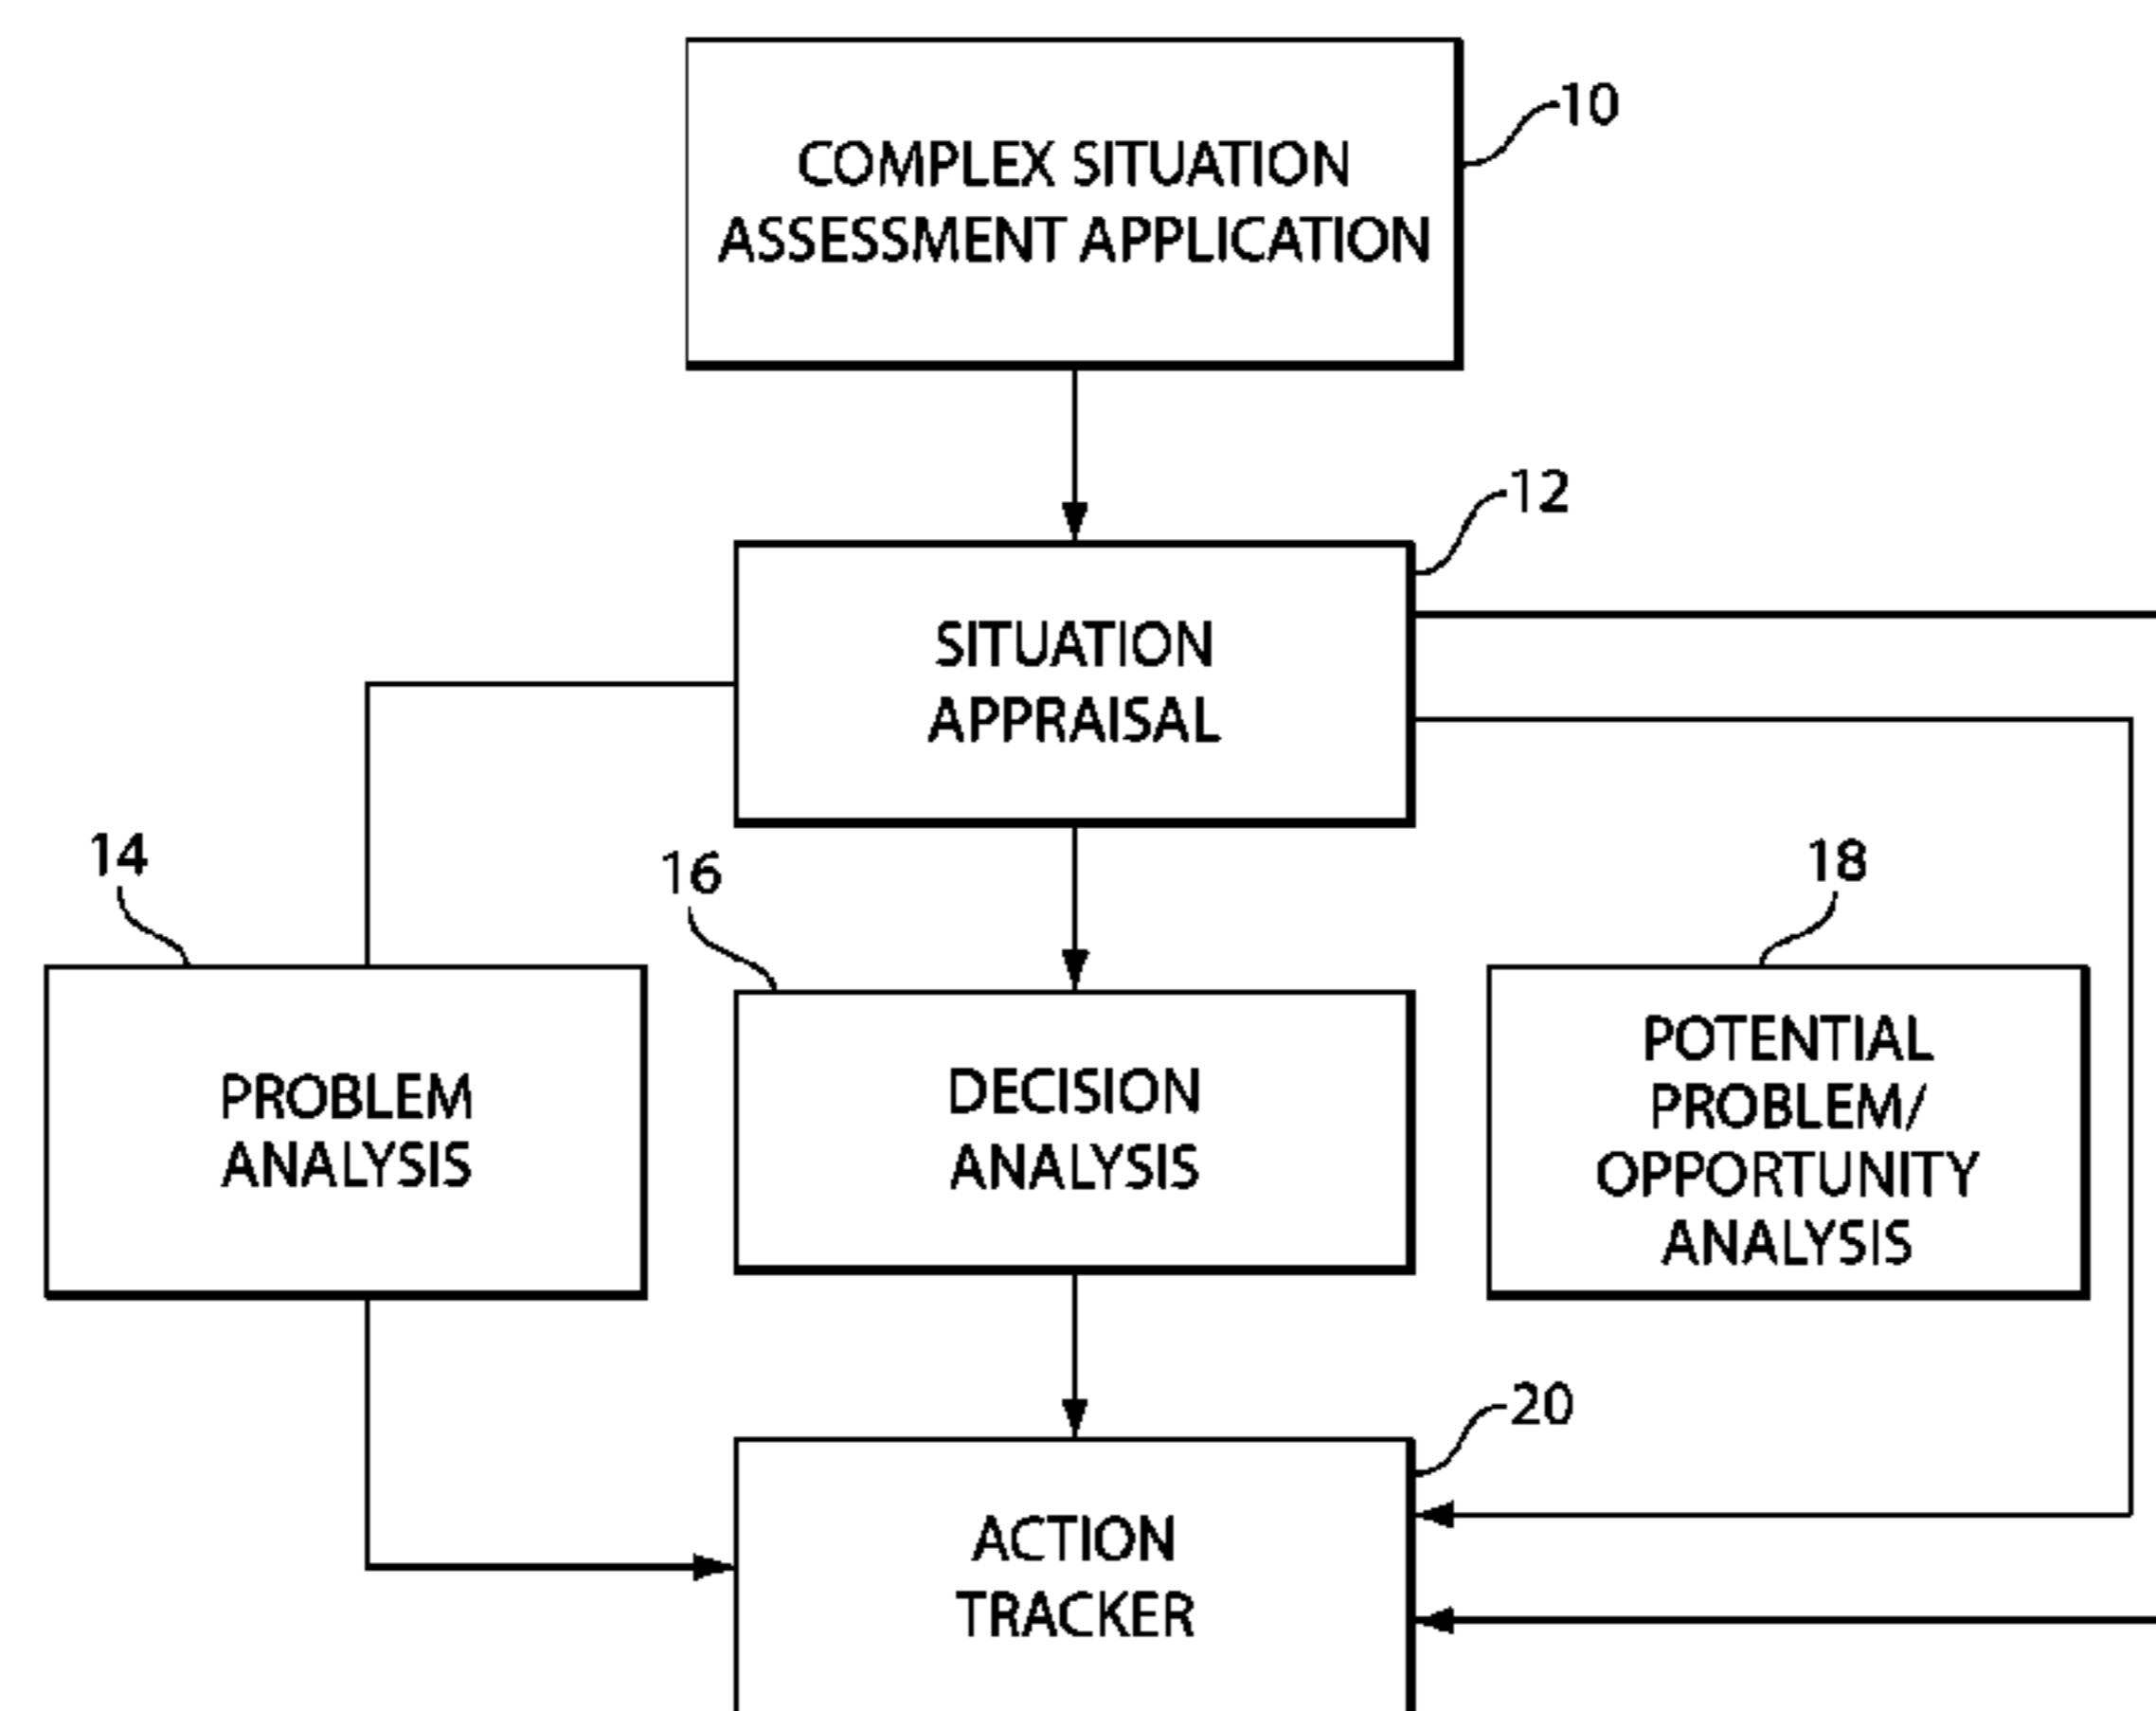 COMPLEX SITUATION
ASSESSMENT APPLICATION
10
12
SITUATION
APPRAISAL
14
16
18
PROBLEM
ANALYSIS
DECISION
ANALYSIS
POTENTIAL
PROBLEM/
OPPORTUNITY
ANALYSIS
20
ACTION
TRACKER